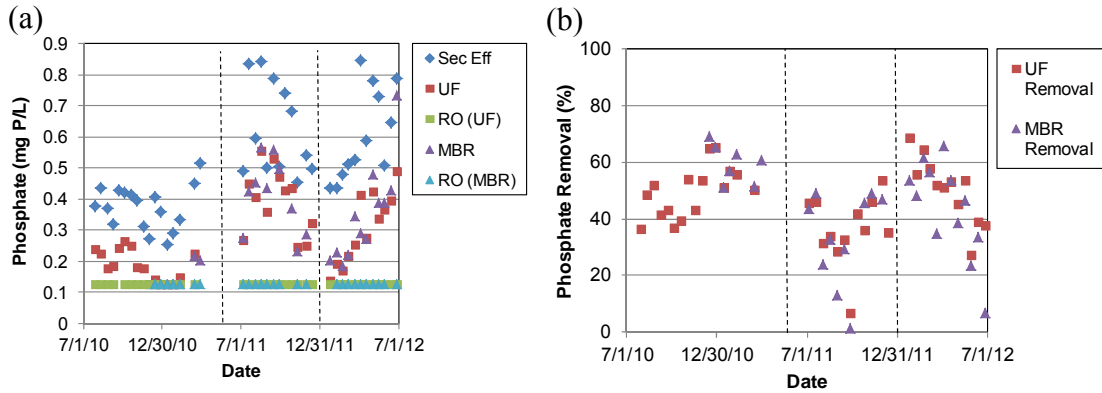 (a)
Phosphate (mg P/L)
0.9
0.8
0.7
0.6
0.5
0.4
0.3
0.2
0.1
0
7/1/10
12/30/10
7/1/11
12/31/11
7/1/12
Date
Sec Eff
UF
RO (UF)
MBR
RO (MBR)
(b)
Phosphate Removal (%)
100
80
60
40
20
0
7/1/10
12/30/10
7/1/11
12/31/11
7/1/12
Date
UF
Removal
MBR
Removal